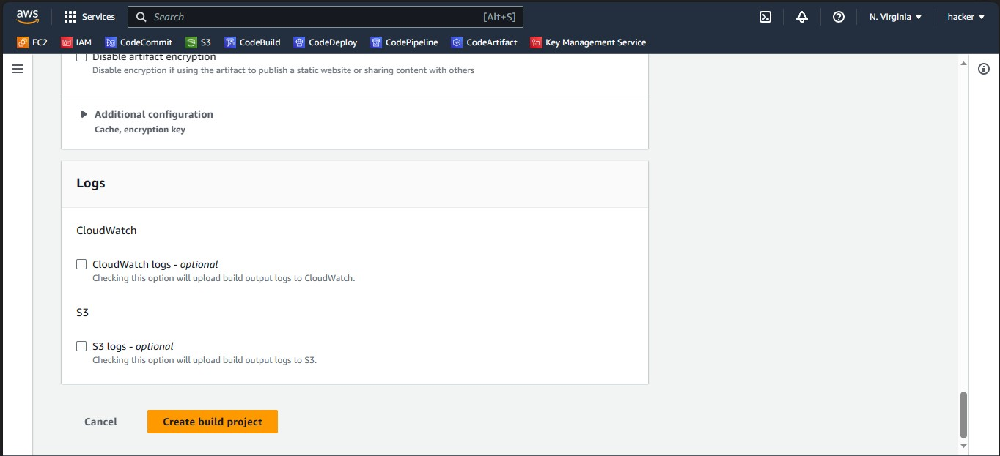 aws
Services
Search
[Alt+S]
N. Virginia
hacker
EC2
IAM
CodeCommit
S3
CodeBuild
CodeDeploy
CodePipeline
CodeArtifact
Key Management Service
Disable artifact encryption
Disable encryption if using the artifact to publish a static website or sharing content with others
Additional configuration
Cache, encryption key
Logs
CloudWatch
CloudWatch logs - optional
Checking this option will upload build output logs to CloudWatch.
S3
S3 logs - optional
Checking this option will upload build output logs to S3.
Cancel
Create build project